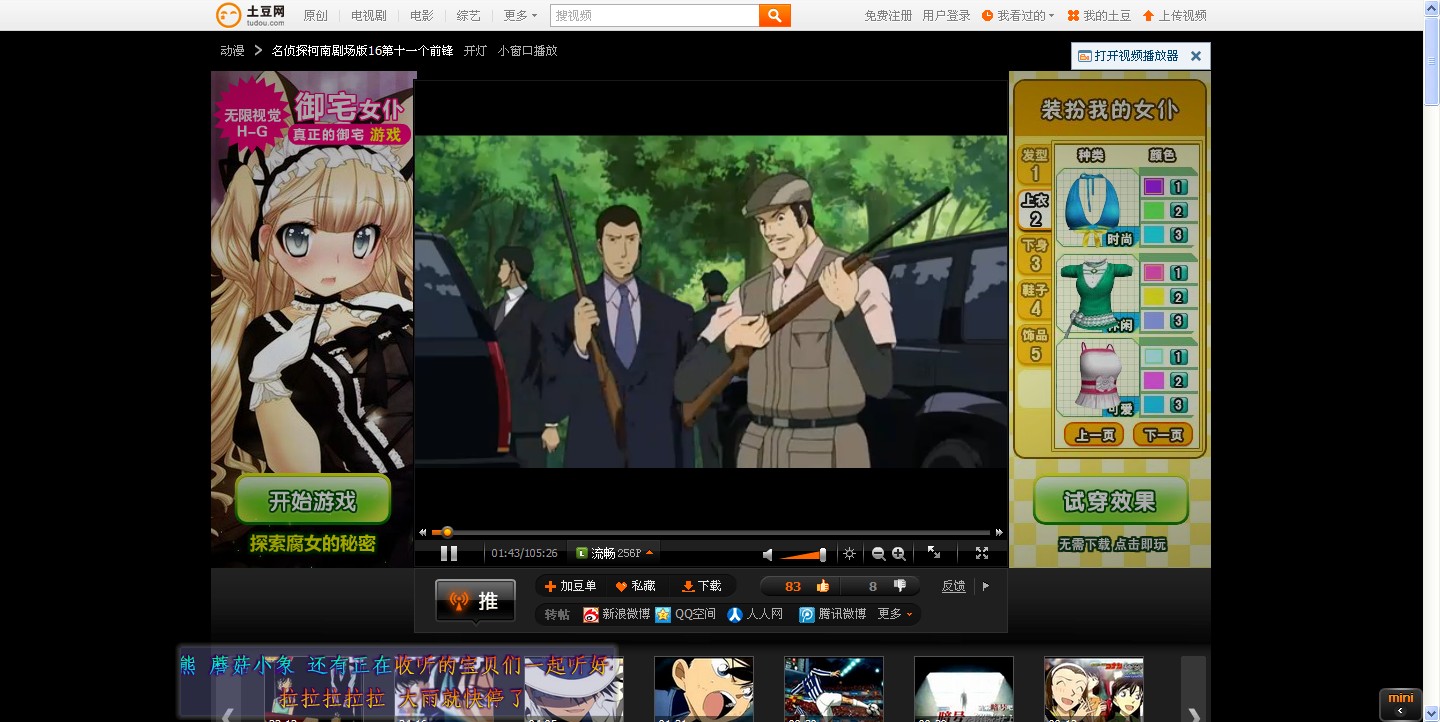 土豆网
tudou.com
原创 电视剧 电影 综艺 更多 搜视频 免费注册 用户登录 我看过的 我的土豆 上传视频
动漫 名侦探柯南剧场版16第十一个前锋 开灯 小窗口播放
打开视频播放器
无限视觉
H-G
御宅女仆
真正的御宅 游戏
开始游戏
探索腐女的秘密
装扮我的女仆
发型 1
上衣 2
下身 3
鞋子 4
饰品 5
种类 颜色
时尚
1
2
3
休闲
1
2
3
可爱
1
2
3
上一页 下一页
试穿效果
无需下载 点击即玩
01:43/105:26 L 流畅 256P
推
加豆单 私藏 下载 83 8 反馈
转帖 新浪微博 QQ空间 人人网 腾讯微博 更多
熊 蘑菇小象 还有正在收听的宝贝们一起听好
拉拉拉拉拉 大雨就快停了
mini